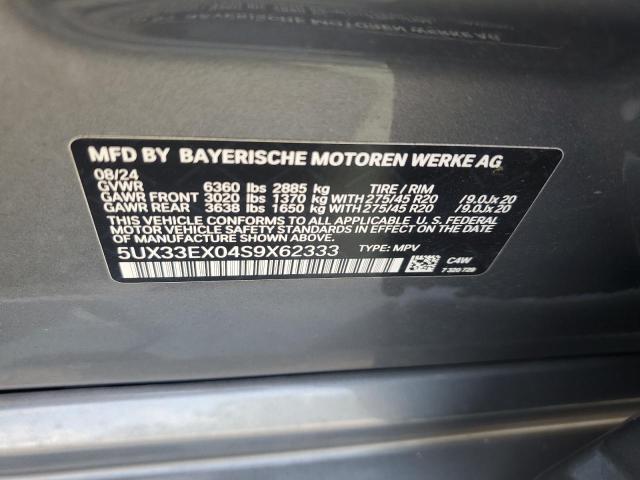 MFD BY BAYERISCHE MOTOREN WERKE AG
08/24
GVWR 6360 lbs 2885 kg TIRE / RIM
GAWR FRONT 3020 lbs 1370 kg WITH 275/45 R20 /9.0Jx20
GAWR REAR 3638 lbs 1650 kg WITH 275/45 R20 /9.0Jx20
THIS VEHICLE CONFORMS TO ALL APPLICABLE U.S. FEDERAL
MOTOR VEHICLE SAFETY STANDARDS IN EFFECT ON THE DATE
OF MANUFACTURE SHOWN ABOVE.
5UX33EX04S9X62333 TYPE: MPV
C4W
7 320 728